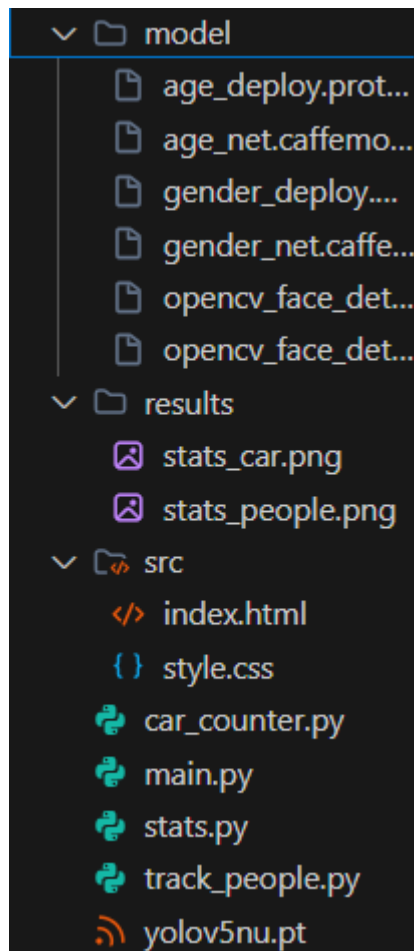 model
age_deploy.prot...
age_net.caffemo...
gender_deploy....
gender_net.caffe...
opencv_face_det...
opencv_face_det...
results
stats_car.png
stats_people.png
src
index.html
style.css
car_counter.py
main.py
stats.py
track_people.py
yolov5nu.pt